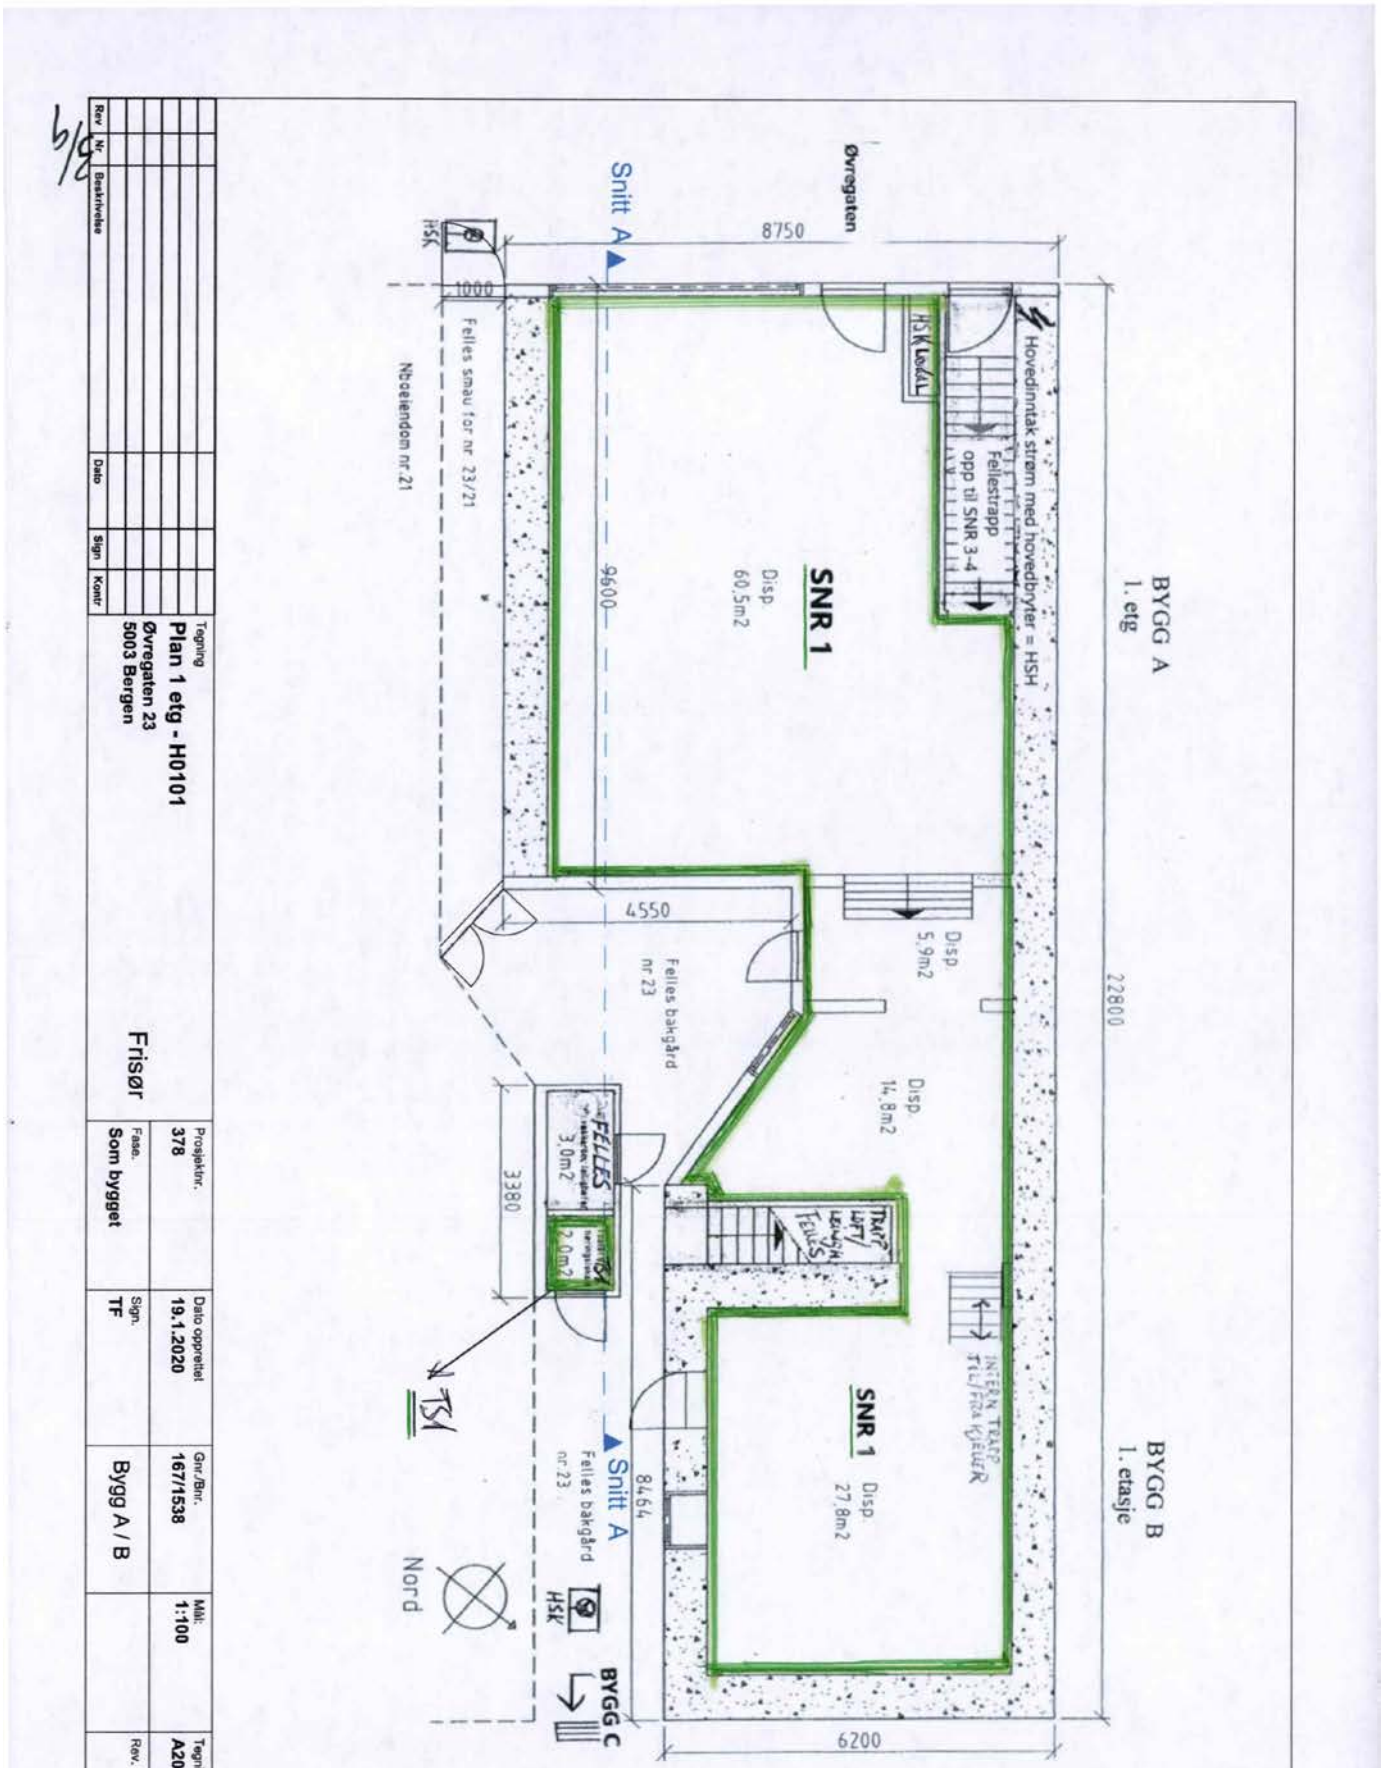 BYGG A
1. etg
BYGG B
1. etasje
22800
Hovedinntak strøm med hovedbryter = HSH
Fellestrapp
opp til SNR 3-4
Øvregaten
8750
HSK LOKAL
SNR 1
Disp.
60,5m2
Disp.
5,9m2
Disp.
14,8m2
INTERN TRAPP
TIL/FRA KJELLER
TRAPP
LOFT/
LEILIGH
FELLES
SNR 1
Disp.
27,8m2
6200
Snitt A
9600
4550
Felles bakgård
nr 23
8464
Snitt A
FELLES
3,0m2
2,0m2
3380
Felles bakgård
nr.23
HSK
BYGG C
HSK
1000
Felles smau for nr. 23/21
Nboeiendom nr.21
Nord
Rev
Nr
Beskrivelse
Dato
Sign
Kontr
Tegning
Plan 1 etg - H0101
Øvregaten 23
5003 Bergen
Frisør
Prosjektnr.
378
Dato opprettet
19.1.2020
Gnr./Bnr.
167/1538
Mål:
1:100
Tegn
A20
Fase.
Som bygget
Sign.
TF
Bygg A / B
Rev.